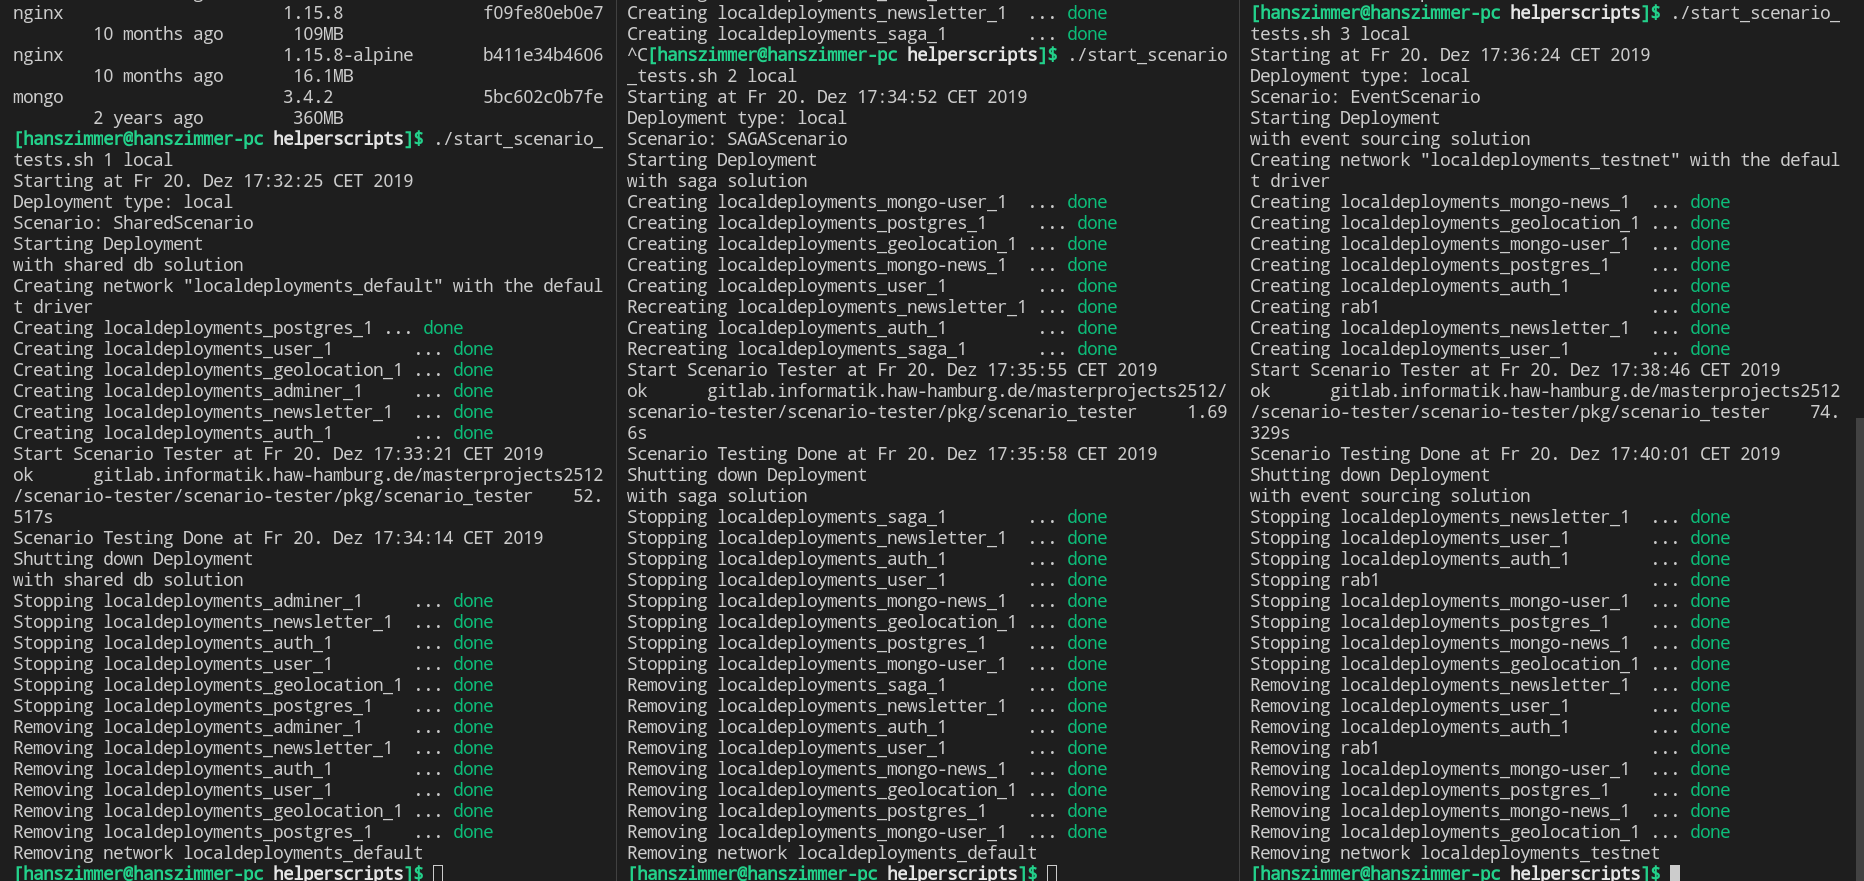 nginx 1.15.8 f09fe80eb0e7
10 months ago 109MB
nginx 1.15.8-alpine b411e34b4606
10 months ago 16.1MB
mongo 3.4.2 5bc602c0b7fe
2 years ago 360MB
[hanszimmer@hanszimmer-pc helperscripts]$ ./start_scenario_
tests.sh 1 local
Starting at Fr 20. Dez 17:32:25 CET 2019
Deployment type: local
Scenario: SharedScenario
Starting Deployment
with shared db solution
Creating network "localdeployments_default" with the defaul
t driver
Creating localdeployments_postgres_1 ... done
Creating localdeployments_user_1 ... done
Creating localdeployments_geolocation_1 ... done
Creating localdeployments_adminer_1 ... done
Creating localdeployments_newsletter_1 ... done
Creating localdeployments_auth_1 ... done
Start Scenario Tester at Fr 20. Dez 17:33:21 CET 2019
ok gitlab.informatik.haw-hamburg.de/masterprojects2512
/scenario-tester/scenario-tester/pkg/scenario_tester 52.
517s
Scenario Testing Done at Fr 20. Dez 17:34:14 CET 2019
Shutting down Deployment
with shared db solution
Stopping localdeployments_adminer_1 ... done
Stopping localdeployments_newsletter_1 ... done
Stopping localdeployments_auth_1 ... done
Stopping localdeployments_user_1 ... done
Stopping localdeployments_geolocation_1 ... done
Stopping localdeployments_postgres_1 ... done
Removing localdeployments_adminer_1 ... done
Removing localdeployments_newsletter_1 ... done
Removing localdeployments_auth_1 ... done
Removing localdeployments_user_1 ... done
Removing localdeployments_geolocation_1 ... done
Removing localdeployments_postgres_1 ... done
Removing network localdeployments_default
[hanszimmer@hanszimmer-pc helperscripts]$
Creating localdeployments_newsletter_1 ... done
Creating localdeployments_saga_1 ... done
^C[hanszimmer@hanszimmer-pc helperscripts]$ ./start_scenario
_tests.sh 2 local
Starting at Fr 20. Dez 17:34:52 CET 2019
Deployment type: local
Scenario: SAGAScenario
Starting Deployment
with saga solution
Creating localdeployments_mongo-user_1 ... done
Creating localdeployments_postgres_1 ... done
Creating localdeployments_geolocation_1 ... done
Creating localdeployments_mongo-news_1 ... done
Creating localdeployments_user_1 ... done
Recreating localdeployments_newsletter_1 ... done
Creating localdeployments_auth_1 ... done
Recreating localdeployments_saga_1 ... done
Start Scenario Tester at Fr 20. Dez 17:35:55 CET 2019
ok gitlab.informatik.haw-hamburg.de/masterprojects2512/
scenario-tester/scenario-tester/pkg/scenario_tester 1.69
6s
Scenario Testing Done at Fr 20. Dez 17:35:58 CET 2019
Shutting down Deployment
with saga solution
Stopping localdeployments_saga_1 ... done
Stopping localdeployments_newsletter_1 ... done
Stopping localdeployments_auth_1 ... done
Stopping localdeployments_user_1 ... done
Stopping localdeployments_mongo-news_1 ... done
Stopping localdeployments_geolocation_1 ... done
Stopping localdeployments_postgres_1 ... done
Stopping localdeployments_mongo-user_1 ... done
Removing localdeployments_saga_1 ... done
Removing localdeployments_newsletter_1 ... done
Removing localdeployments_auth_1 ... done
Removing localdeployments_user_1 ... done
Removing localdeployments_mongo-news_1 ... done
Removing localdeployments_geolocation_1 ... done
Removing localdeployments_postgres_1 ... done
Removing localdeployments_mongo-user_1 ... done
Removing network localdeployments_default
[hanszimmer@hanszimmer-pc helperscripts]$
[hanszimmer@hanszimmer-pc helperscripts]$ ./start_scenario_
tests.sh 3 local
Starting at Fr 20. Dez 17:36:24 CET 2019
Deployment type: local
Scenario: EventScenario
Starting Deployment
with event sourcing solution
Creating network "localdeployments_testnet" with the defaul
t driver
Creating localdeployments_mongo-news_1 ... done
Creating localdeployments_geolocation_1 ... done
Creating localdeployments_mongo-user_1 ... done
Creating localdeployments_postgres_1 ... done
Creating localdeployments_auth_1 ... done
Creating rab1 ... done
Creating localdeployments_newsletter_1 ... done
Creating localdeployments_user_1 ... done
Start Scenario Tester at Fr 20. Dez 17:38:46 CET 2019
ok gitlab.informatik.haw-hamburg.de/masterprojects2512
/scenario-tester/scenario-tester/pkg/scenario_tester 74.
329s
Scenario Testing Done at Fr 20. Dez 17:40:01 CET 2019
Shutting down Deployment
with event sourcing solution
Stopping localdeployments_newsletter_1 ... done
Stopping localdeployments_user_1 ... done
Stopping localdeployments_auth_1 ... done
Stopping rab1 ... done
Stopping localdeployments_mongo-user_1 ... done
Stopping localdeployments_postgres_1 ... done
Stopping localdeployments_mongo-news_1 ... done
Stopping localdeployments_geolocation_1 ... done
Removing localdeployments_newsletter_1 ... done
Removing localdeployments_user_1 ... done
Removing localdeployments_auth_1 ... done
Removing rab1 ... done
Removing localdeployments_mongo-user_1 ... done
Removing localdeployments_postgres_1 ... done
Removing localdeployments_mongo-news_1 ... done
Removing localdeployments_geolocation_1 ... done
Removing network localdeployments_testnet
[hanszimmer@hanszimmer-pc helperscripts]$